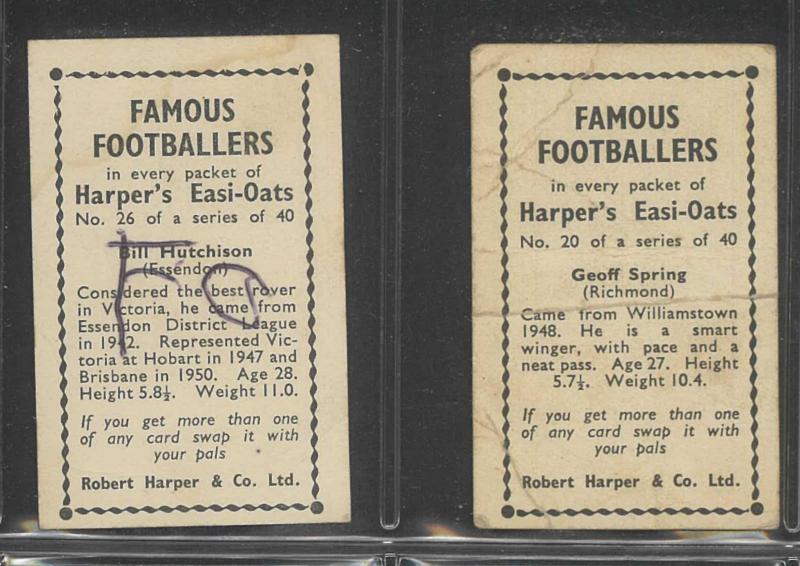 FAMOUS
FOOTBALLERS
in every packet of
Harper's Easi-Oats
No. 26 of a series of 40
Bill Hutchison
(Essendon)
Considered the best rover
in Victoria, he came from
Essendon District League
in 1942. Represented Vic-
toria at Hobart in 1947 and
Brisbane in 1950. Age 28.
Height 5.8½. Weight 11.0.
If you get more than one
of any card swap it with
your pals
Robert Harper & Co. Ltd.
FAMOUS
FOOTBALLERS
in every packet of
Harper's Easi-Oats
No. 20 of a series of 40
Geoff Spring
(Richmond)
Came from Williamstown
1948. He is a smart
winger, with pace and a
neat pass. Age 27. Height
5.7½. Weight 10.4.
If you get more than one
of any card swap it with
your pals
Robert Harper & Co. Ltd.